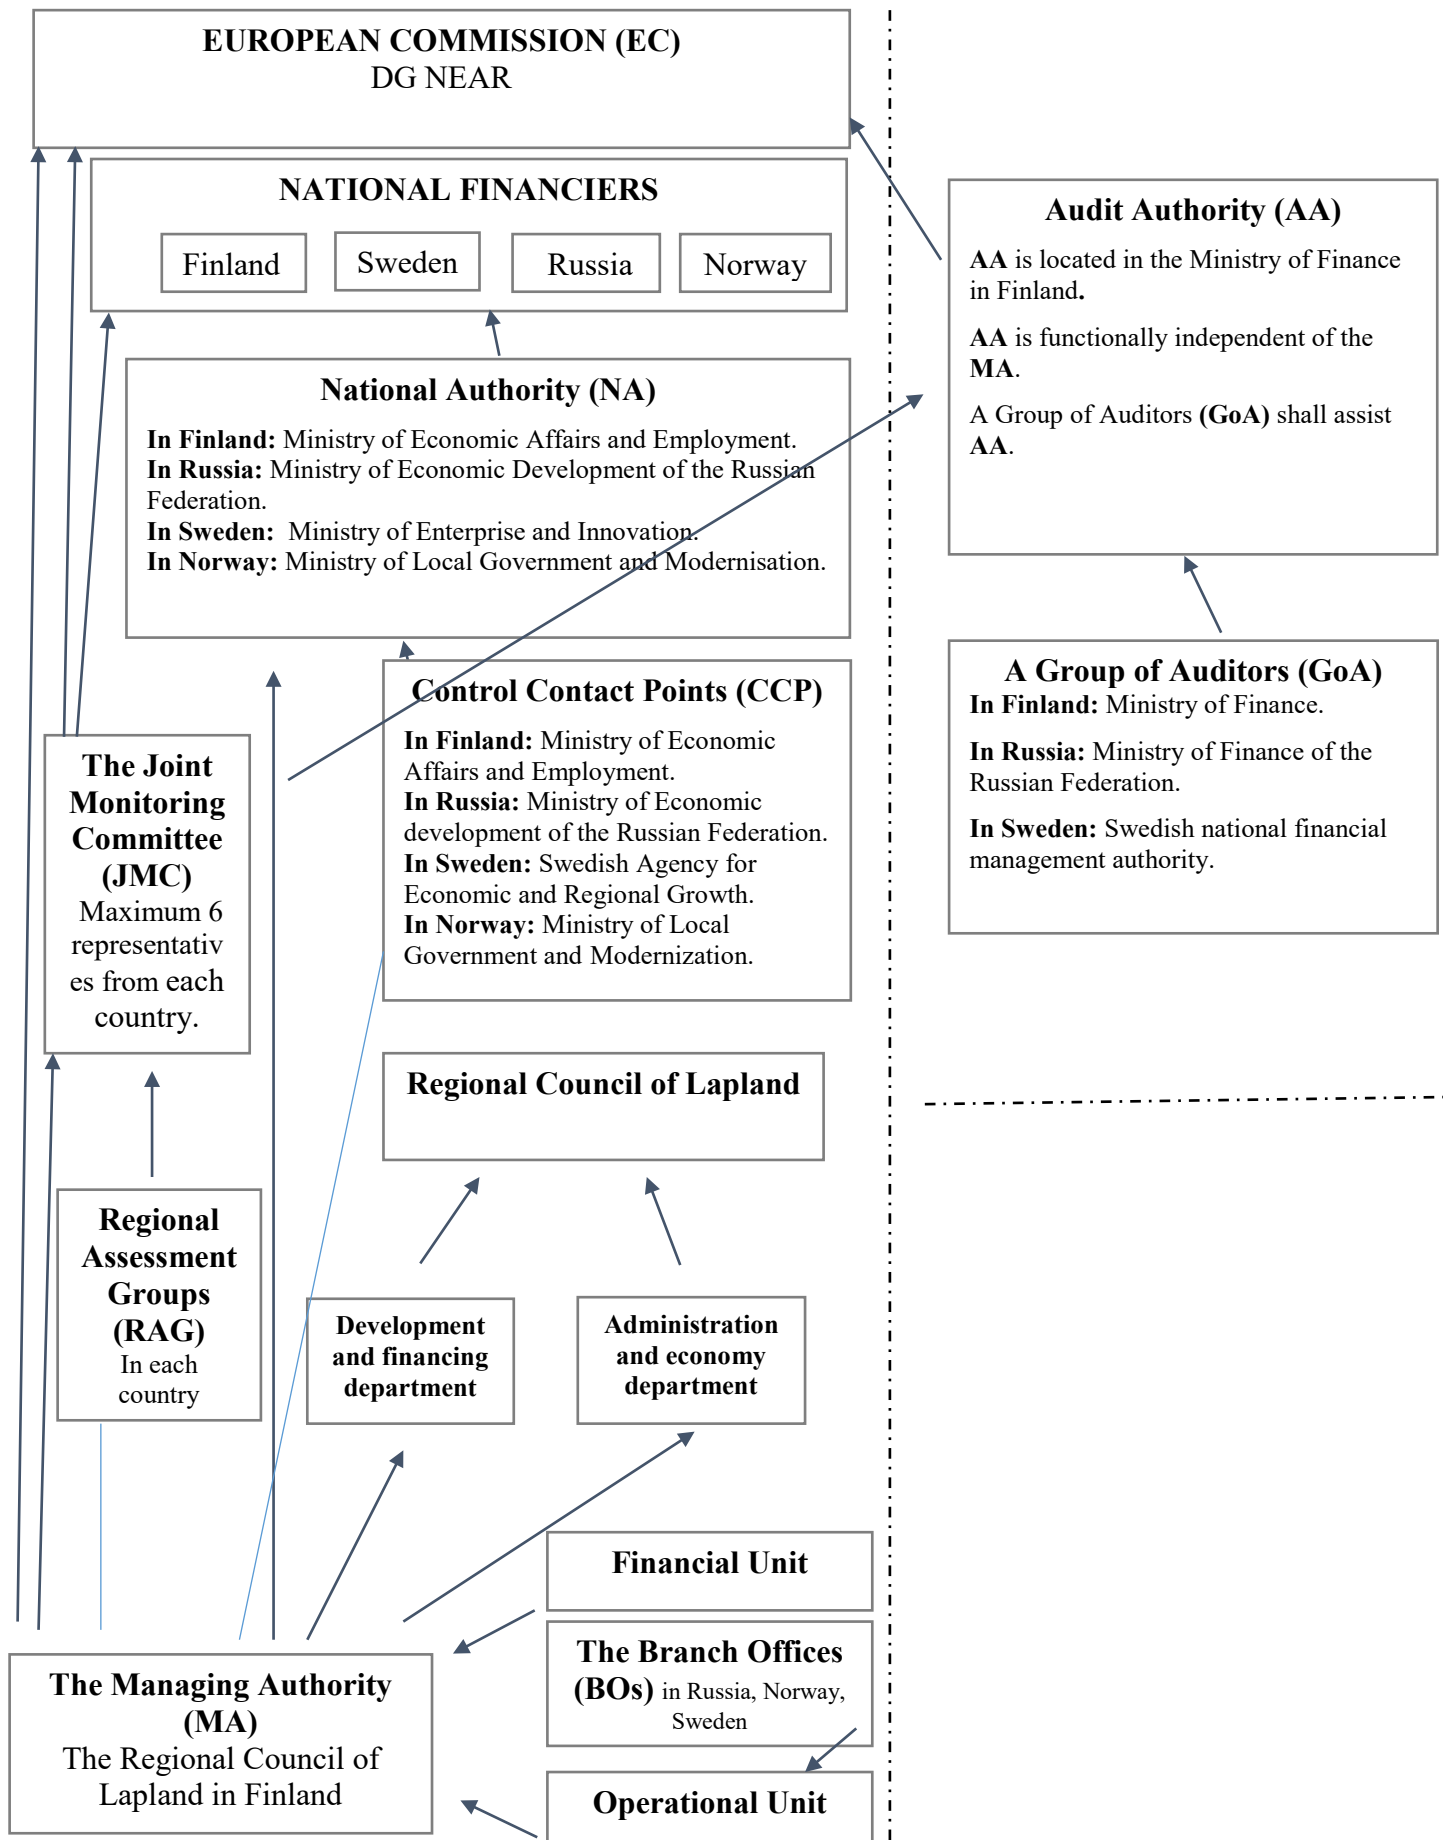 EUROPEAN COMMISSION (EC)
DG NEAR
NATIONAL FINANCIERS
Finland
Sweden
Russia
Norway
National Authority (NA)
In Finland: Ministry of Economic Affairs and Employment.
In Russia: Ministry of Economic Development of the Russian
Federation.
In Sweden:  Ministry of Enterprise and Innovation.
In Norway: Ministry of Local Government and Modernisation.
Audit Authority (AA)
AA is located in the Ministry of Finance
in Finland.
AA is functionally independent of the
MA.
A Group of Auditors (GoA) shall assist
AA.
Control Contact Points (CCP)
In Finland: Ministry of Economic
Affairs and Employment.
In Russia: Ministry of Economic
development of the Russian Federation.
In Sweden: Swedish Agency for
Economic and Regional Growth.
In Norway: Ministry of Local
Government and Modernization.
A Group of Auditors (GoA)
In Finland: Ministry of Finance.
In Russia: Ministry of Finance of the
Russian Federation.
In Sweden: Swedish national financial
management authority.
The Joint
Monitoring
Committee
(JMC)
Maximum 6
representativ
es from each
country.
Regional Council of Lapland
Regional
Assessment
Groups
(RAG)
In each
country
Development
and financing
department
Administration
and economy
department
Financial Unit
The Branch Offices
(BOs) in Russia, Norway,
Sweden
The Managing Authority
(MA)
The Regional Council of
Lapland in Finland
Operational Unit